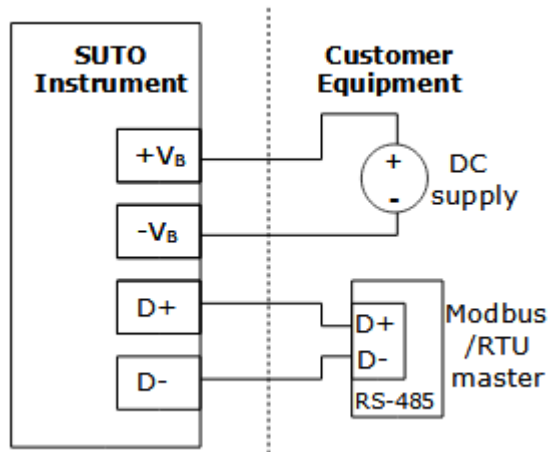 SUTO
Instrument
Customer
Equipment
+VB
-VB
D+
D-
+
-
DC
supply
D+
D-
RS-485
Modbus
/RTU
master